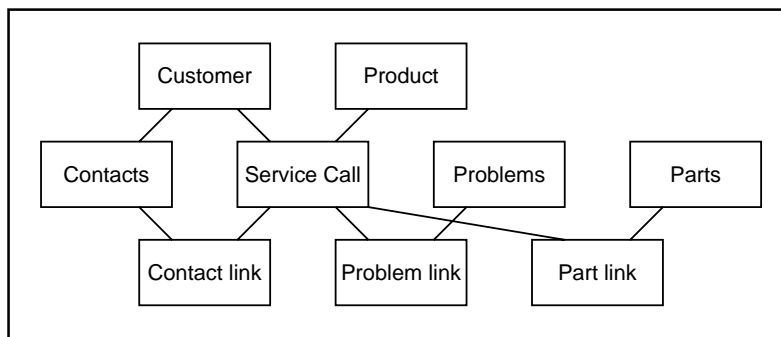 Customer
Product
Contacts
Service Call
Problems
Parts
Contact link
Problem link
Part link